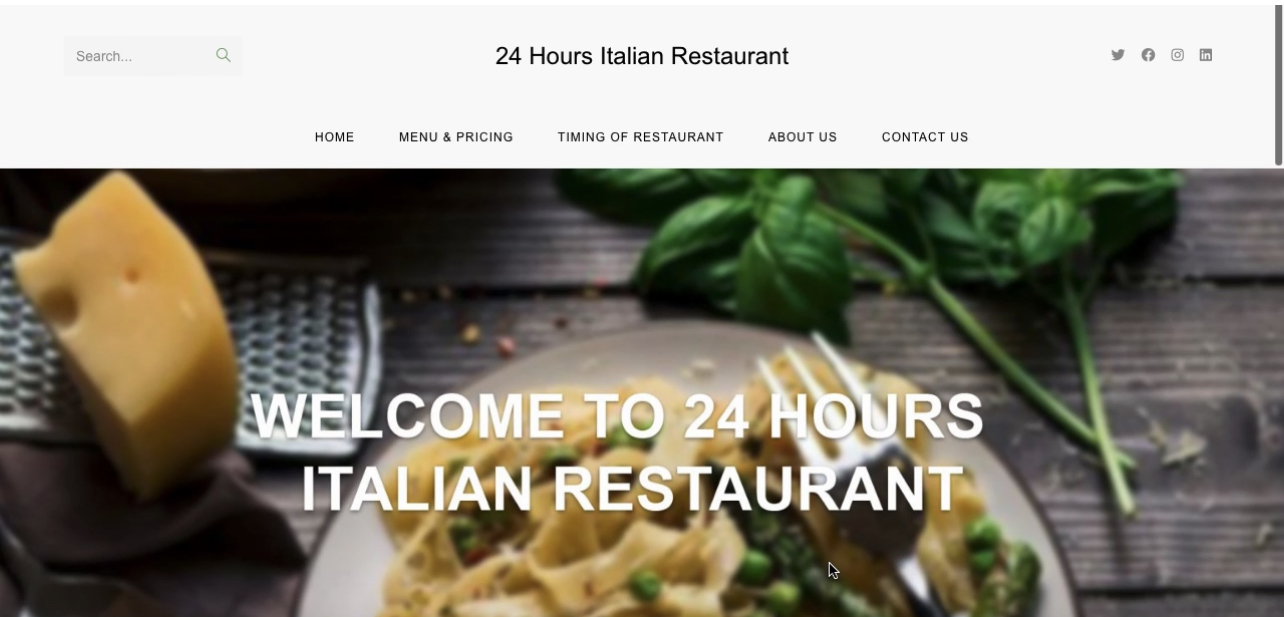 Search...
24 Hours Italian Restaurant
HOME MENU & PRICING TIMING OF RESTAURANT ABOUT US CONTACT US
WELCOME TO 24 HOURS
ITALIAN RESTAURANT